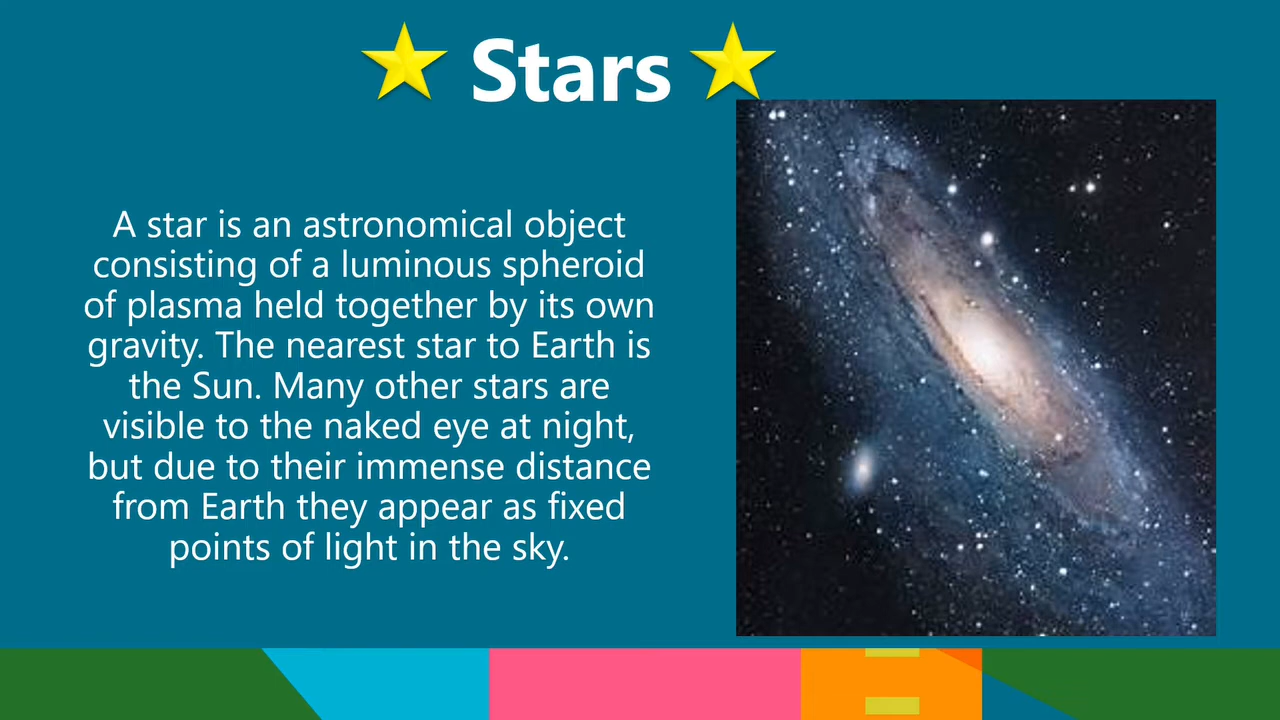 Stars
A star is an astronomical object
consisting of a luminous spheroid
of plasma held together by its own
gravity. The nearest star to Earth is
the Sun. Many other stars are
visible to the naked eye at night,
but due to their immense distance
from Earth they appear as fixed
points of light in the sky.